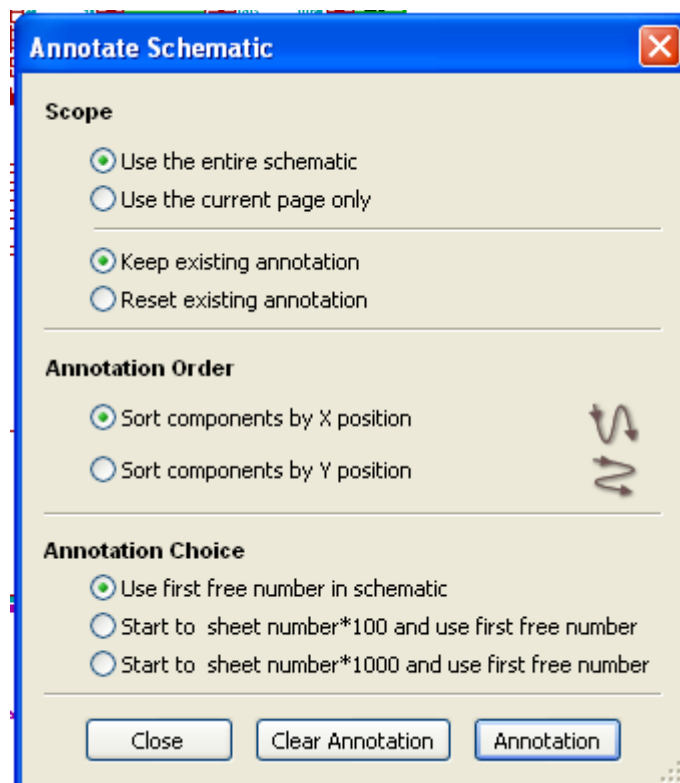 Annotate Schematic
Scope
Use the entire schematic
Use the current page only
Keep existing annotation
Reset existing annotation
Annotation Order
Sort components by X position
Sort components by Y position
Annotation Choice
Use first free number in schematic
Start to  sheet number*100 and use first free number
Start to  sheet number*1000 and use first free number
Close Clear Annotation Annotation